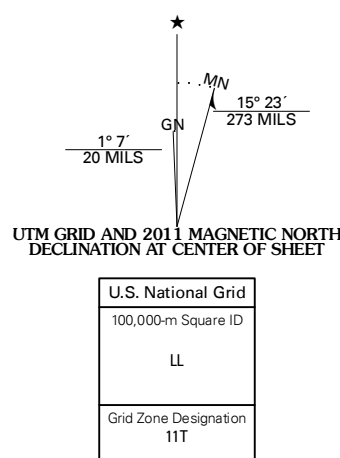 ★
MN
15° 23´
273 MILS
GN
1° 7´
20 MILS
UTM GRID AND 2011 MAGNETIC NORTH
DECLINATION AT CENTER OF SHEET
U.S. National Grid
100,000-m Square ID
LL
Grid Zone Designation
11T